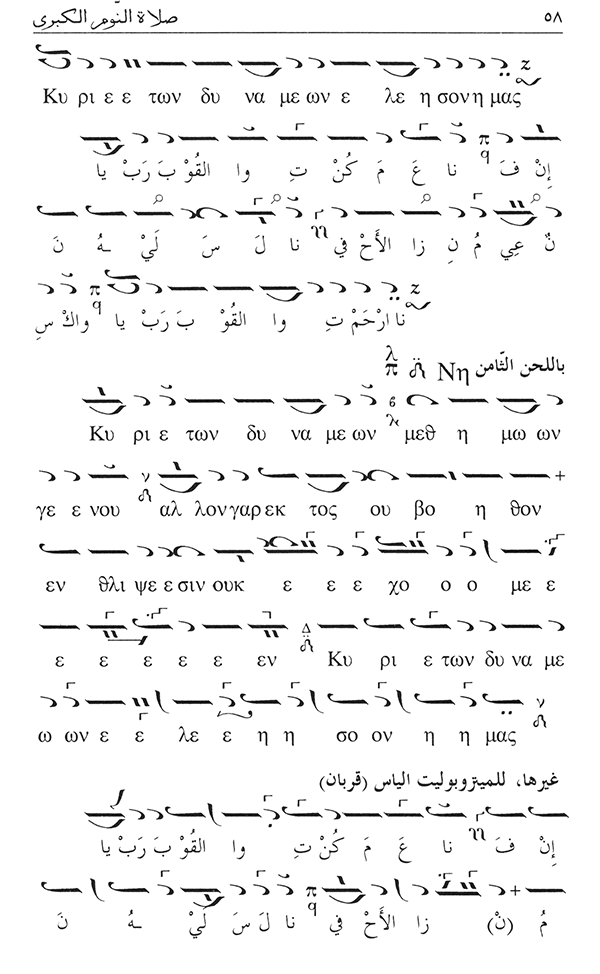 ٥٨ صلاة النّوم الكبرى
Κυ ρι ε ε των δυ να με ων ε λε η σον η μας
يا رَبْ بَ القُوْ وا تِ كُنْ مَ عَ نا فَ إِنْ
نَ هُـ لَيْ سَ لَ نا في الأَحْ زا نِ مُ عِي نٌ
سِ واكْ يا رَبْ بَ القُوْ وا تِ ارْحَمْ نا
باللحن الثّامن Νη
Κυ ρι ε των δυ να με ων μεθ η μω ων
γε ε νου αλ λον γαρ εκ τος ου βο η θον
εν θλι ψε ε σιν ουκ ε ε ε χο ο ο με ε
ε ε ε ε ε εν Κυ ρι ε των δυ να με
ω ων ε ε λε ε η η σο ον η η μας
غيرها، للميتروبوليت الياس (قربان)
يا رَبْ بَ القُوْ وا تِ كُنْ مَ عَ نا فَ إِنْ
نَ هُـ لَيْ سَ لَ نا في الأَحْ زا (نْ) مُ